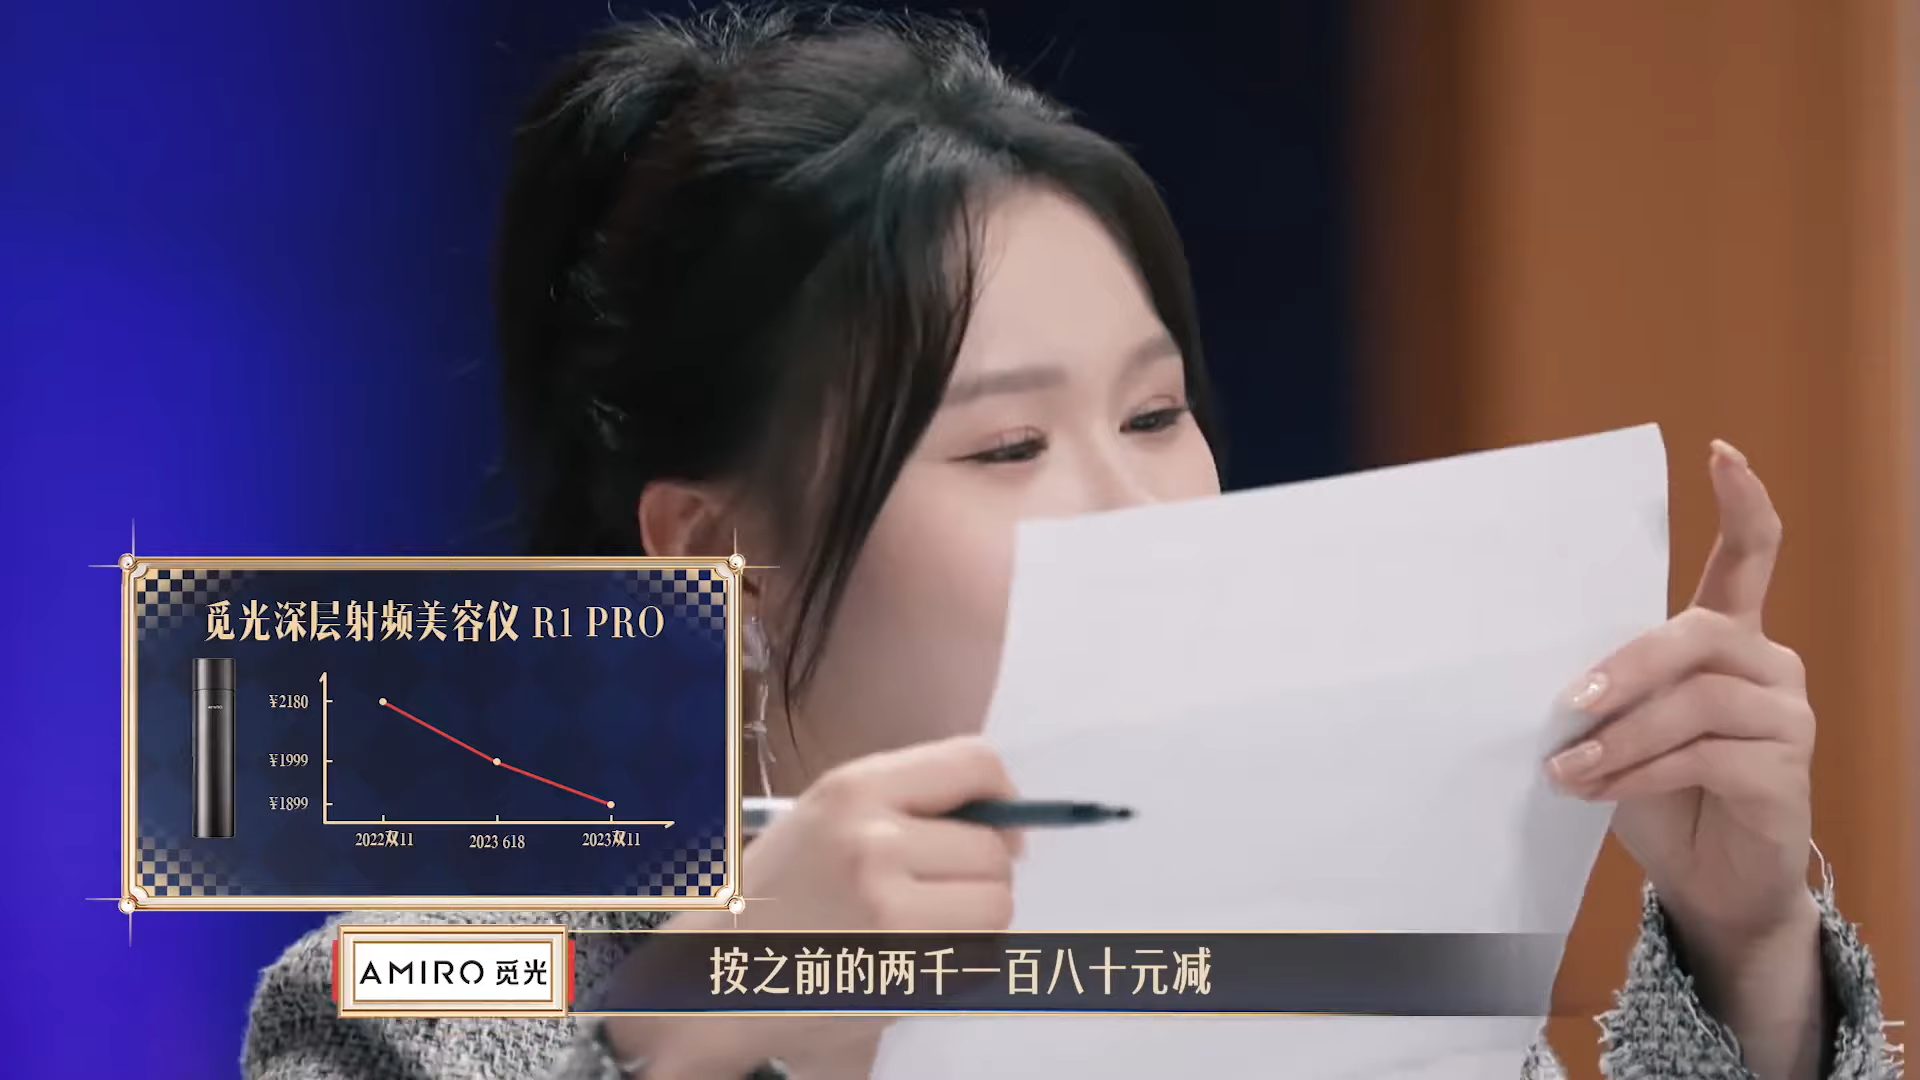 觅光深层射频美容仪 R1 PRO
¥2180
¥1999
¥1899
2022双11
2023 618
2023双11
AMIRO 觅光
按之前的两千一百八十元减